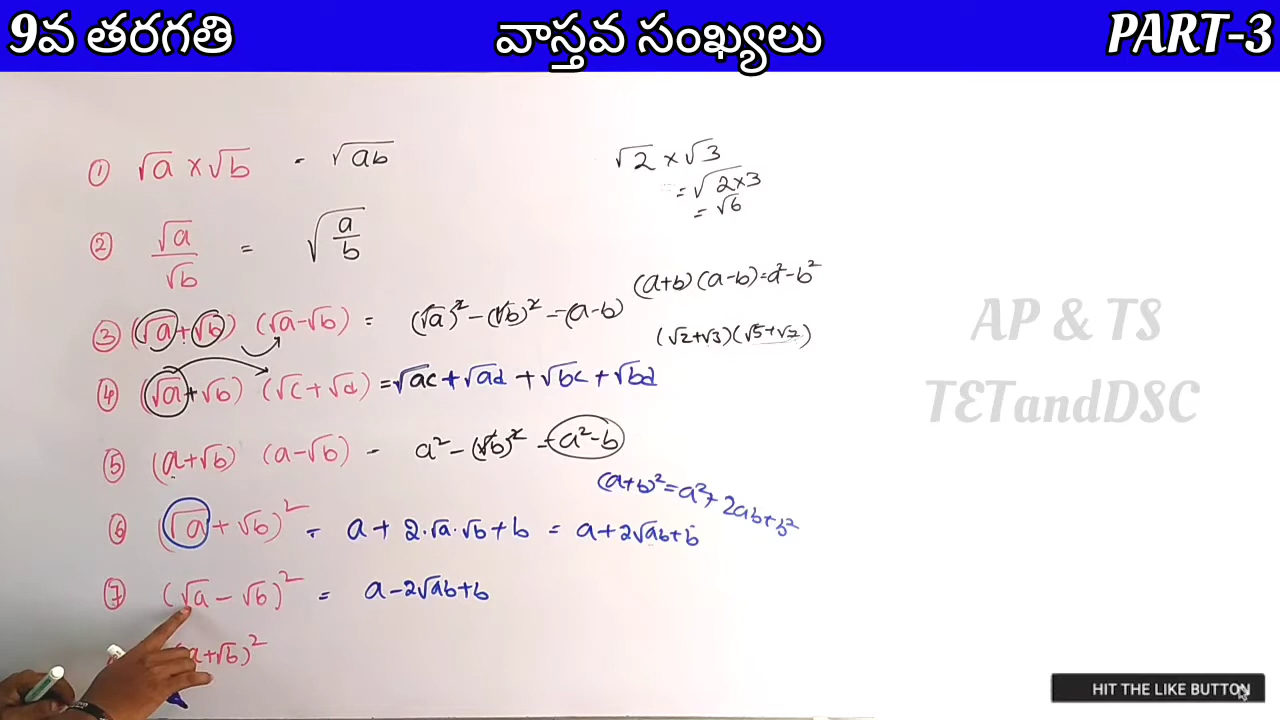 9వ తరగతి వాస్తవ సంఖ్యలు PART-3
① √a × √b = √ab
√2 × √3
= √2×3
= √6
② √a/√b = √a/b
(a+b)(a-b)=a²-b²
③ (√a+√b) (√a-√b) = (√a)² - (√b)² = (a-b)
(√2+√3)(√5+√7)
④ (√a+√b) (√c+√d) = √ac + √ad + √bc + √bd
⑤ (a+√b) (a-√b) = a² - (√b)² = a²-b
(a+b)² = a² + 2ab + b²
⑥ (√a + √b)² = a + 2·√a·√b + b = a + 2√ab + b
⑦ (√a - √b)² = a - 2√ab + b
a+√b)²
AP & TS
TETandDSC
HIT THE LIKE BUTTON